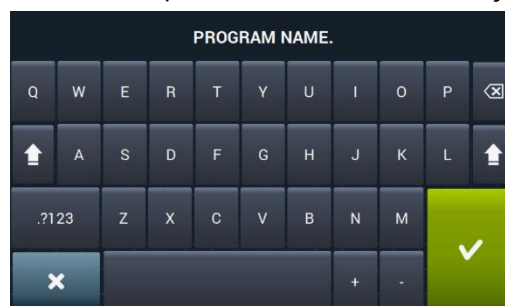 PROGRAM NAME.
Q W E R T Y U I O P
A S D F G H J K L
.?123 Z X C V B N M
+ -